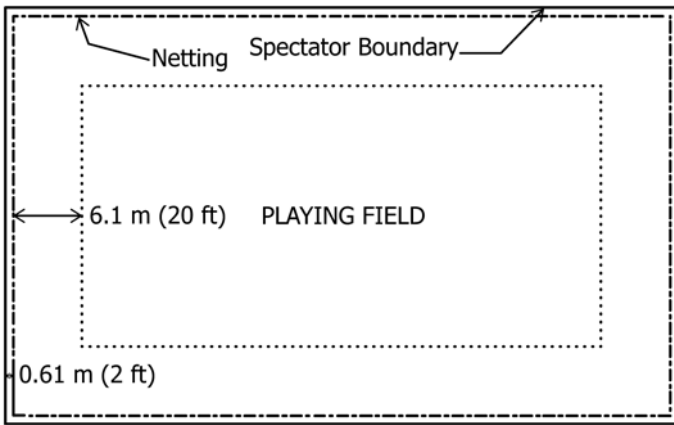 Netting
Spectator Boundary
6.1 m (20 ft)
PLAYING FIELD
0.61 m (2 ft)